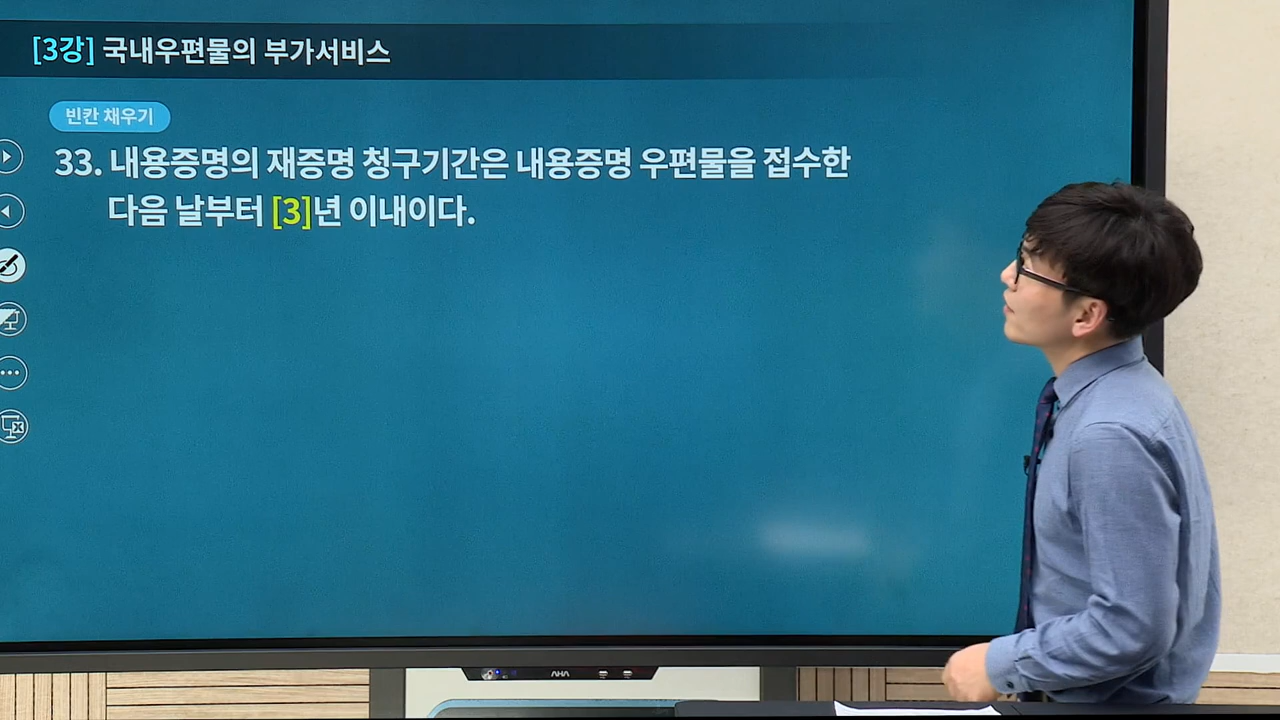 [3강] 국내우편물의 부가서비스
빈칸 채우기
33. 내용증명의 재증명 청구기간은 내용증명 우편물을 접수한
다음 날부터 [3]년 이내이다.
AHA